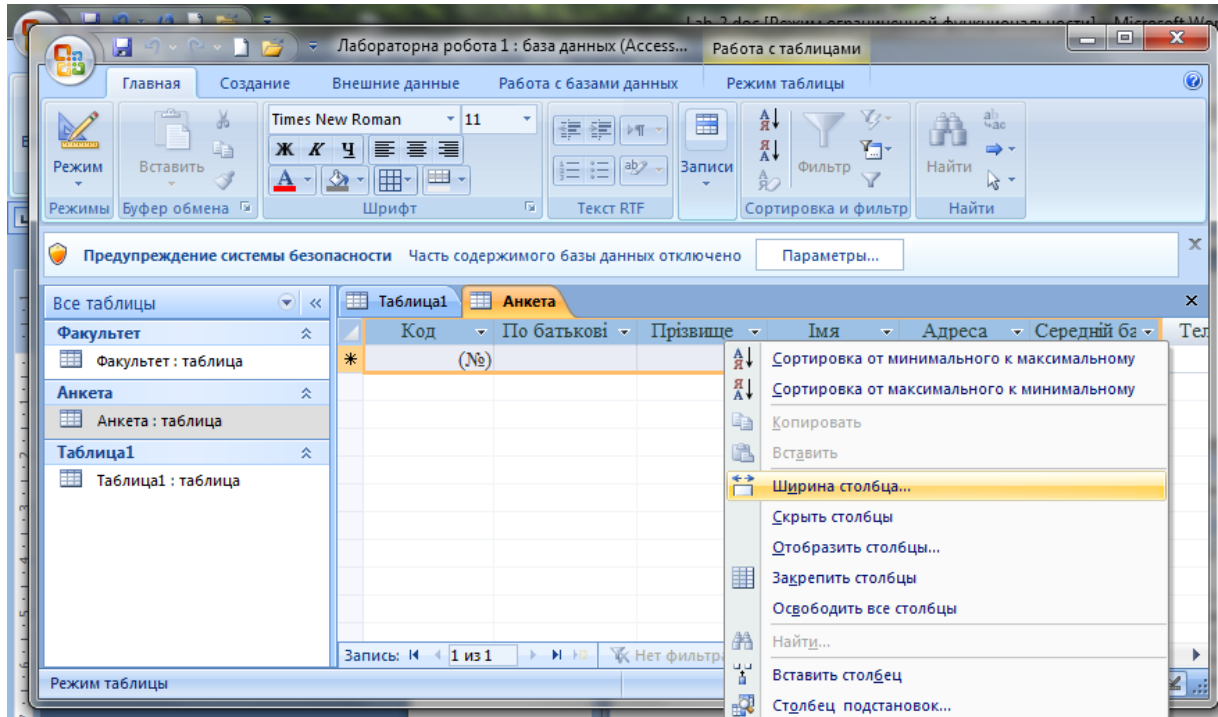 Lab_2.doc [Режим ограниченной функциональности] - Microsoft Wor
Лабораторна робота 1 : база данных (Access...
Работа с таблицами
Главная Создание Внешние данные Работа с базами данных Режим таблицы
Times New Roman 11
Режим Вставить Ж К Ч Записи Фильтр Найти
Режимы Буфер обмена Шрифт Текст RTF Сортировка и фильтр Найти
Предупреждение системы безопасности Часть содержимого базы данных отключено Параметры...
Все таблицы
Факультет
Факультет : таблица
Анкета
Анкета : таблица
Таблица1
Таблица1 : таблица
Таблица1 Анкета
Код По батькові Прізвище Імя Адреса Середній ба Тел
(№)
Сортировка от минимального к максимальному
Сортировка от максимального к минимальному
Копировать
Вставить
Ширина столбца...
Скрыть столбцы
Отобразить столбцы...
Закрепить столбцы
Освободить все столбцы
Найти...
Вставить столбец
Столбец подстановок...
Запись: 1 из 1 Нет фильтра
Режим таблицы